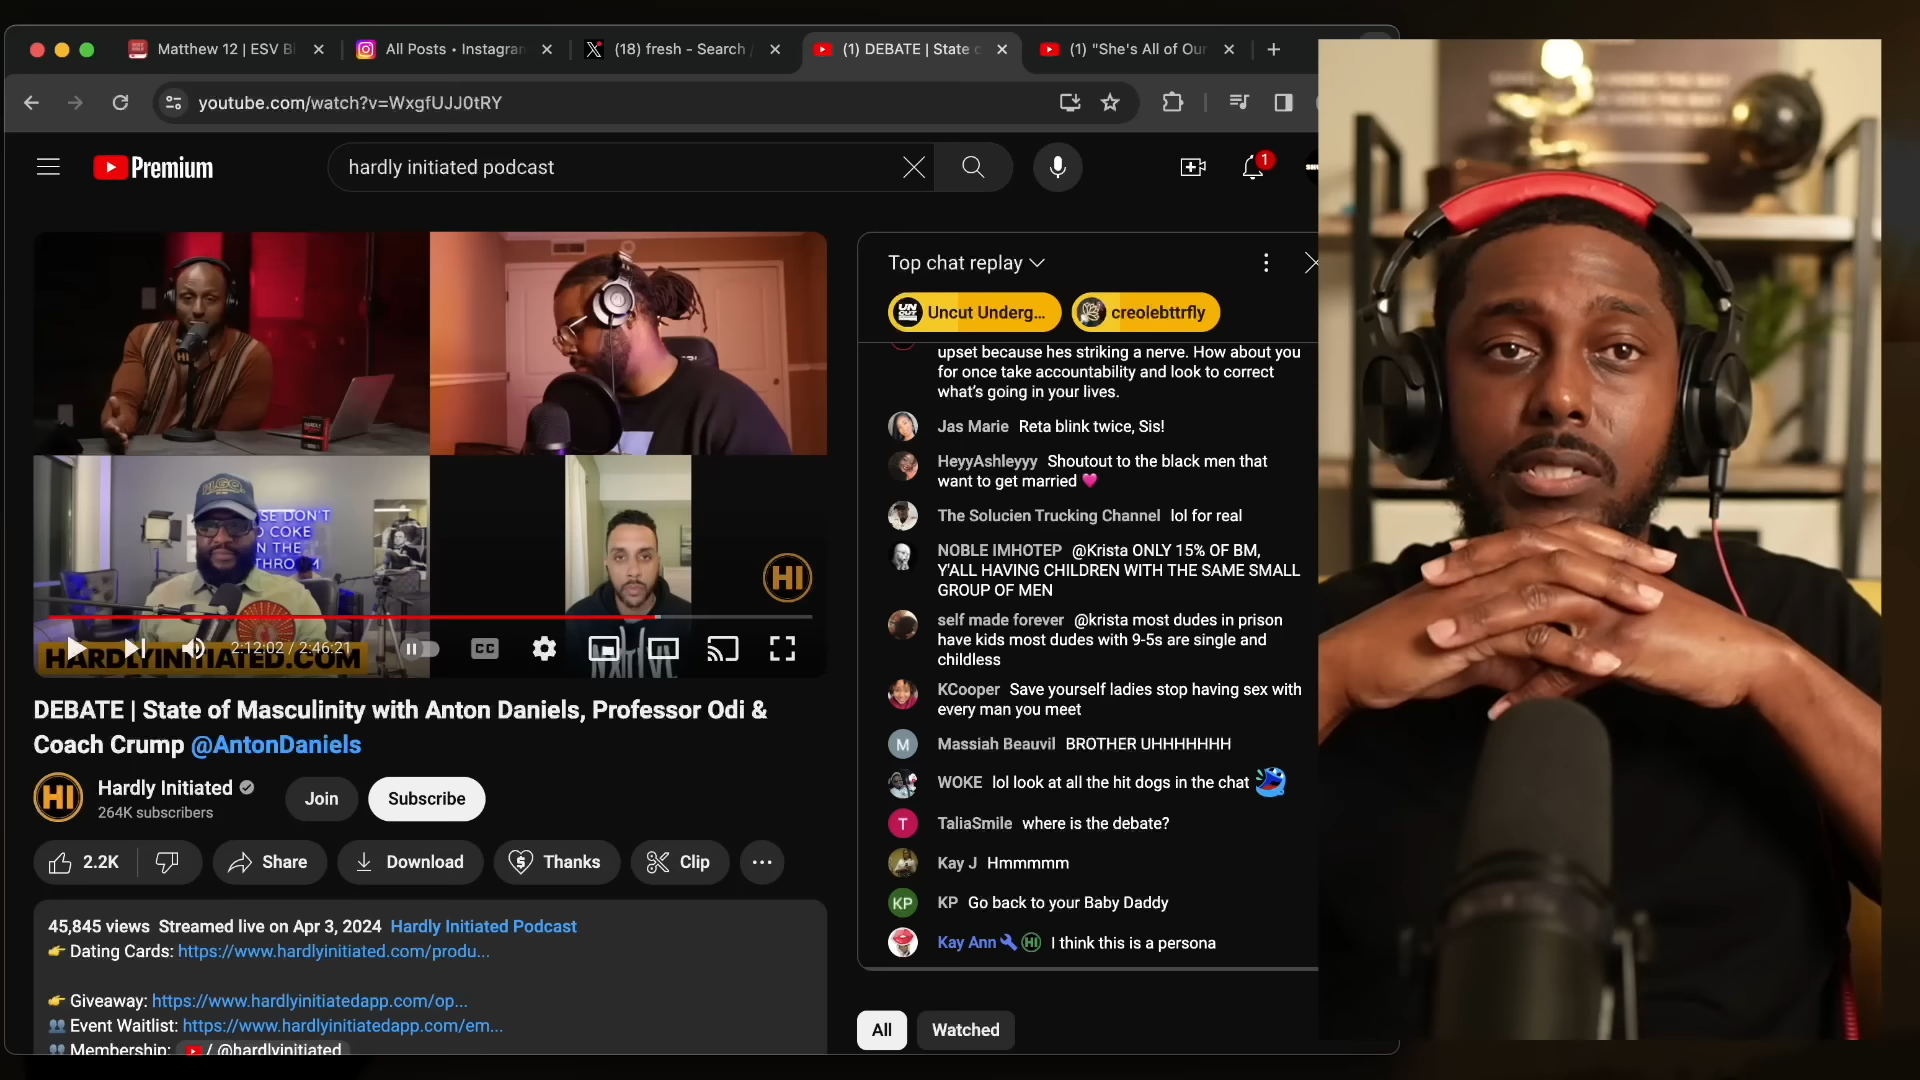 Matthew 12 | ESV Bi
All Posts • Instagram
(18) fresh - Search /
(1) DEBATE | State o
(1) "She's All of Our
youtube.com/watch?v=WxgfUJJ0tRY
Premium
hardly initiated podcast
1
Top chat replay
UN
CUT
Uncut Underg...
creolebttrfly
upset because hes striking a nerve. How about you
for once take accountability and look to correct
what's going in your lives.
Jas Marie Reta blink twice, Sis!
HeyyAshleyyy Shoutout to the black men that
want to get married
The Solucien Trucking Channel lol for real
NOBLE IMHOTEP @Krista ONLY 15% OF BM,
Y'ALL HAVING CHILDREN WITH THE SAME SMALL
GROUP OF MEN
self made forever @krista most dudes in prison
have kids most dudes with 9-5s are single and
childless
KCooper Save yourself ladies stop having sex with
every man you meet
M Massiah Beauvil BROTHER UHHHHHHH
WOKE lol look at all the hit dogs in the chat
T TaliaSmile where is the debate?
Kay J Hmmmmm
KP KP Go back to your Baby Daddy
Kay Ann HI I think this is a persona
All
Watched
SE DON'T
O COKE
N THE
THRO M
HI
2:12:02 / 2:46:21
CC
HARDLYINITIATED.COM
DEBATE | State of Masculinity with Anton Daniels, Professor Odi &
Coach Crump @AntonDaniels
HI
Hardly Initiated
264K subscribers
Join
Subscribe
2.2K
Share
Download
Thanks
Clip
45,845 views Streamed live on Apr 3, 2024 Hardly Initiated Podcast
Dating Cards: https://www.hardlyinitiated.com/produ...
Giveaway: https://www.hardlyinitiatedapp.com/op...
Event Waitlist: https://www.hardlyinitiatedapp.com/em...
Membership: / @hardlyinitiated